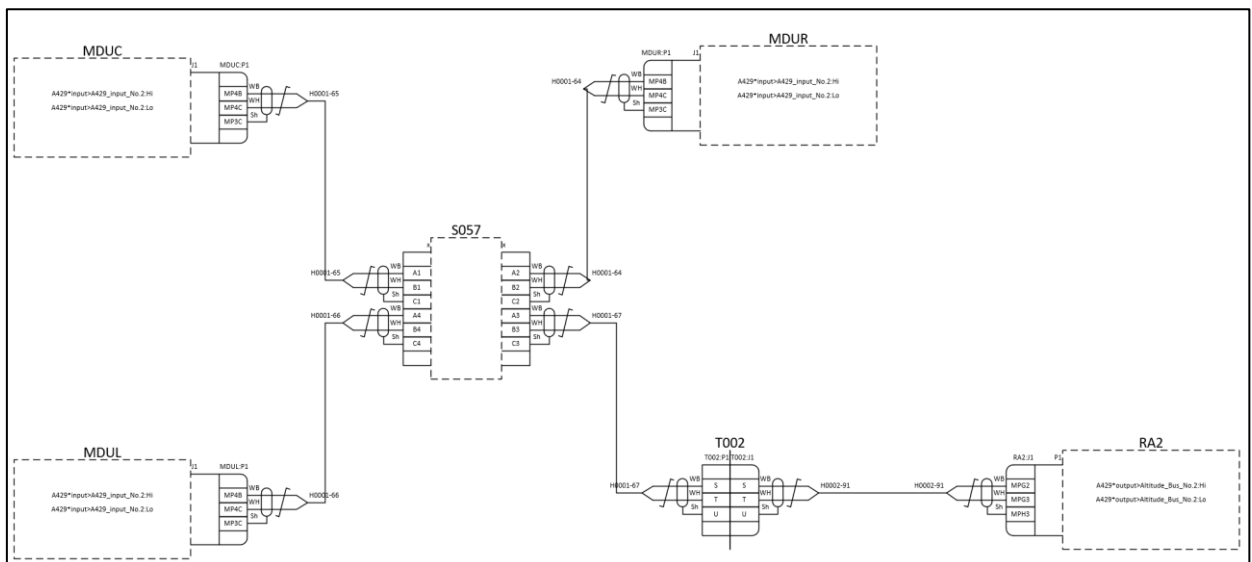 MDUC
J1
MDUC:P1
A429*input>A429_input_No.2:Hi
A429*input>A429_input_No.2:Lo
WB
MP4B
WH
MP4C
Sh
MP3C
H0001-65
MDUR
MDUR:P1
J1
H0001-64
WB
MP4B
WH
MP4C
Sh
MP3C
A429*input>A429_input_No.2:Hi
A429*input>A429_input_No.2:Lo
S057
H0001-65
WB
A1
WH
B1
Sh
C1
H0001-66
WB
A4
WH
B4
Sh
C4
WB
A2
WH
B2
Sh
C2
H0001-64
WB
A3
WH
B3
Sh
C3
H0001-67
MDUL
J1
MDUL:P1
A429*input>A429_input_No.2:Hi
A429*input>A429_input_No.2:Lo
WB
MP4B
WH
MP4C
Sh
MP3C
H0001-66
T002
T002:P1
T002:J1
H0001-67
WB
S
S
WB
WH
T
T
WH
Sh
U
U
Sh
H0002-91
RA2
RA2:J1
P1
H0002-91
WB
MPG2
WH
MPG3
Sh
MPH3
A429*output>Altitude_Bus_No.2:Hi
A429*output>Altitude_Bus_No.2:Lo